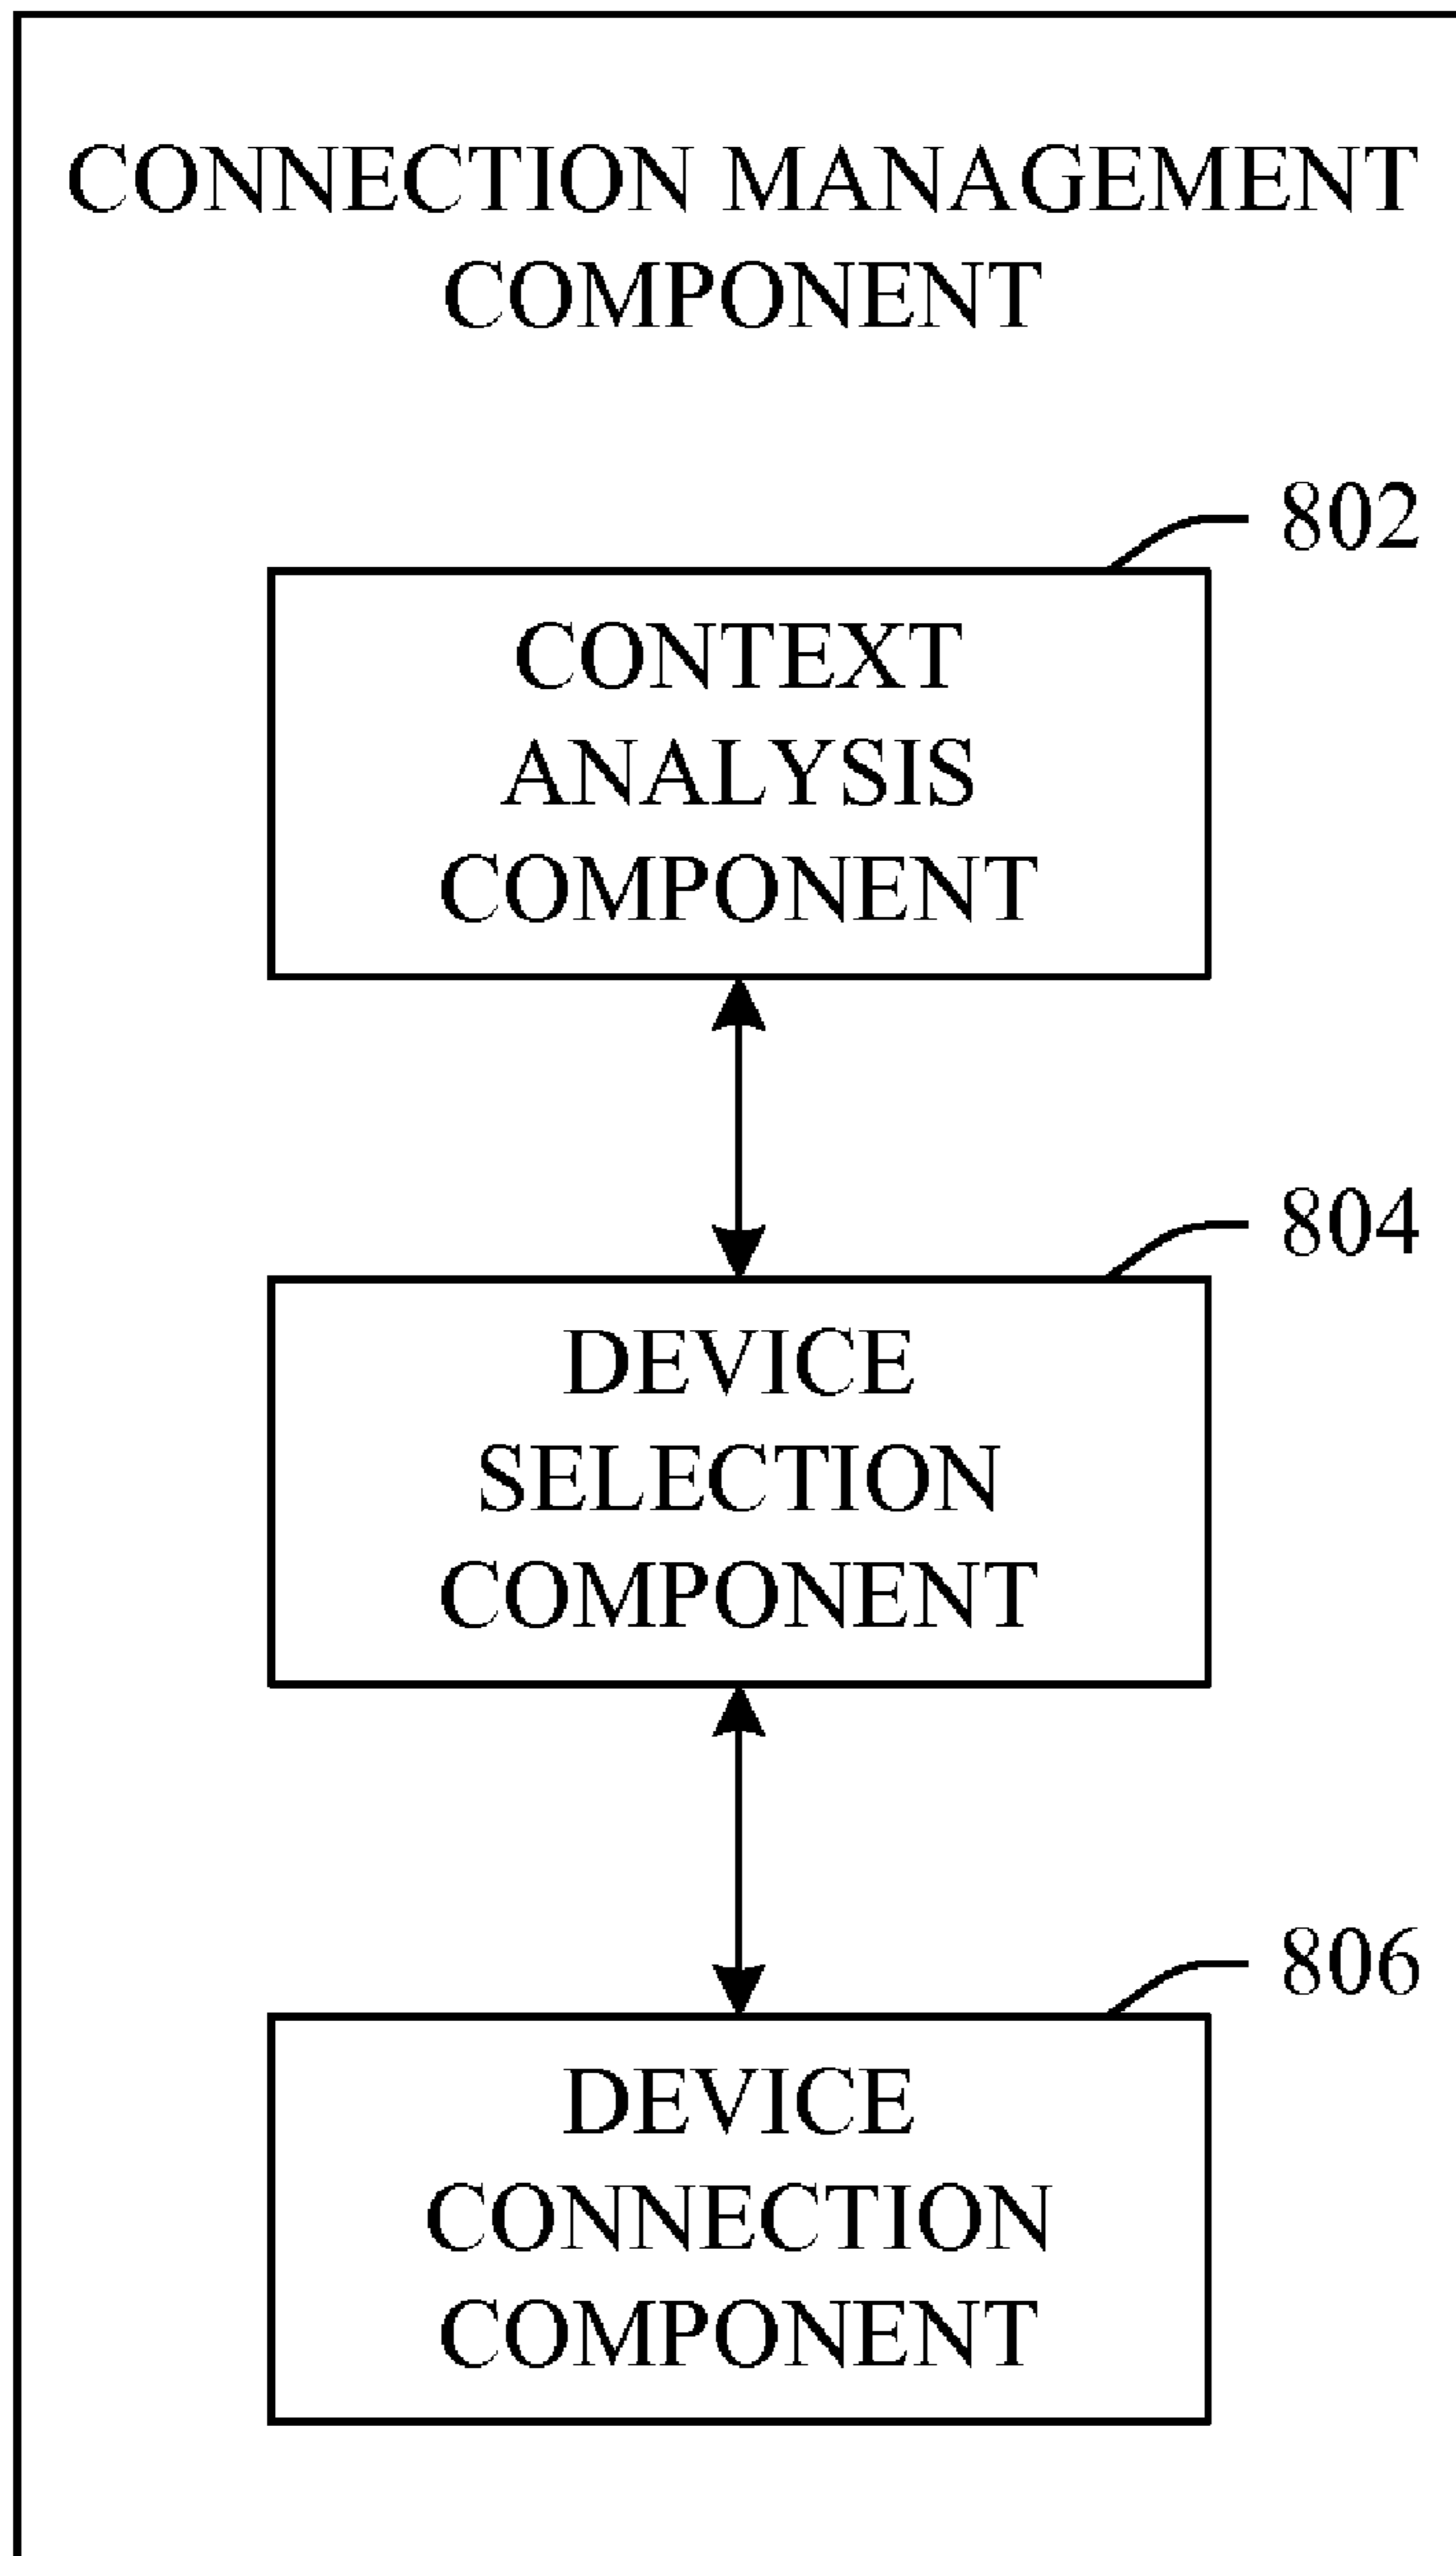 CONNECTION MANAGEMENT
COMPONENT
802
CONTEXT
ANALYSIS
COMPONENT
804
DEVICE
SELECTION
COMPONENT
806
DEVICE
CONNECTION
COMPONENT